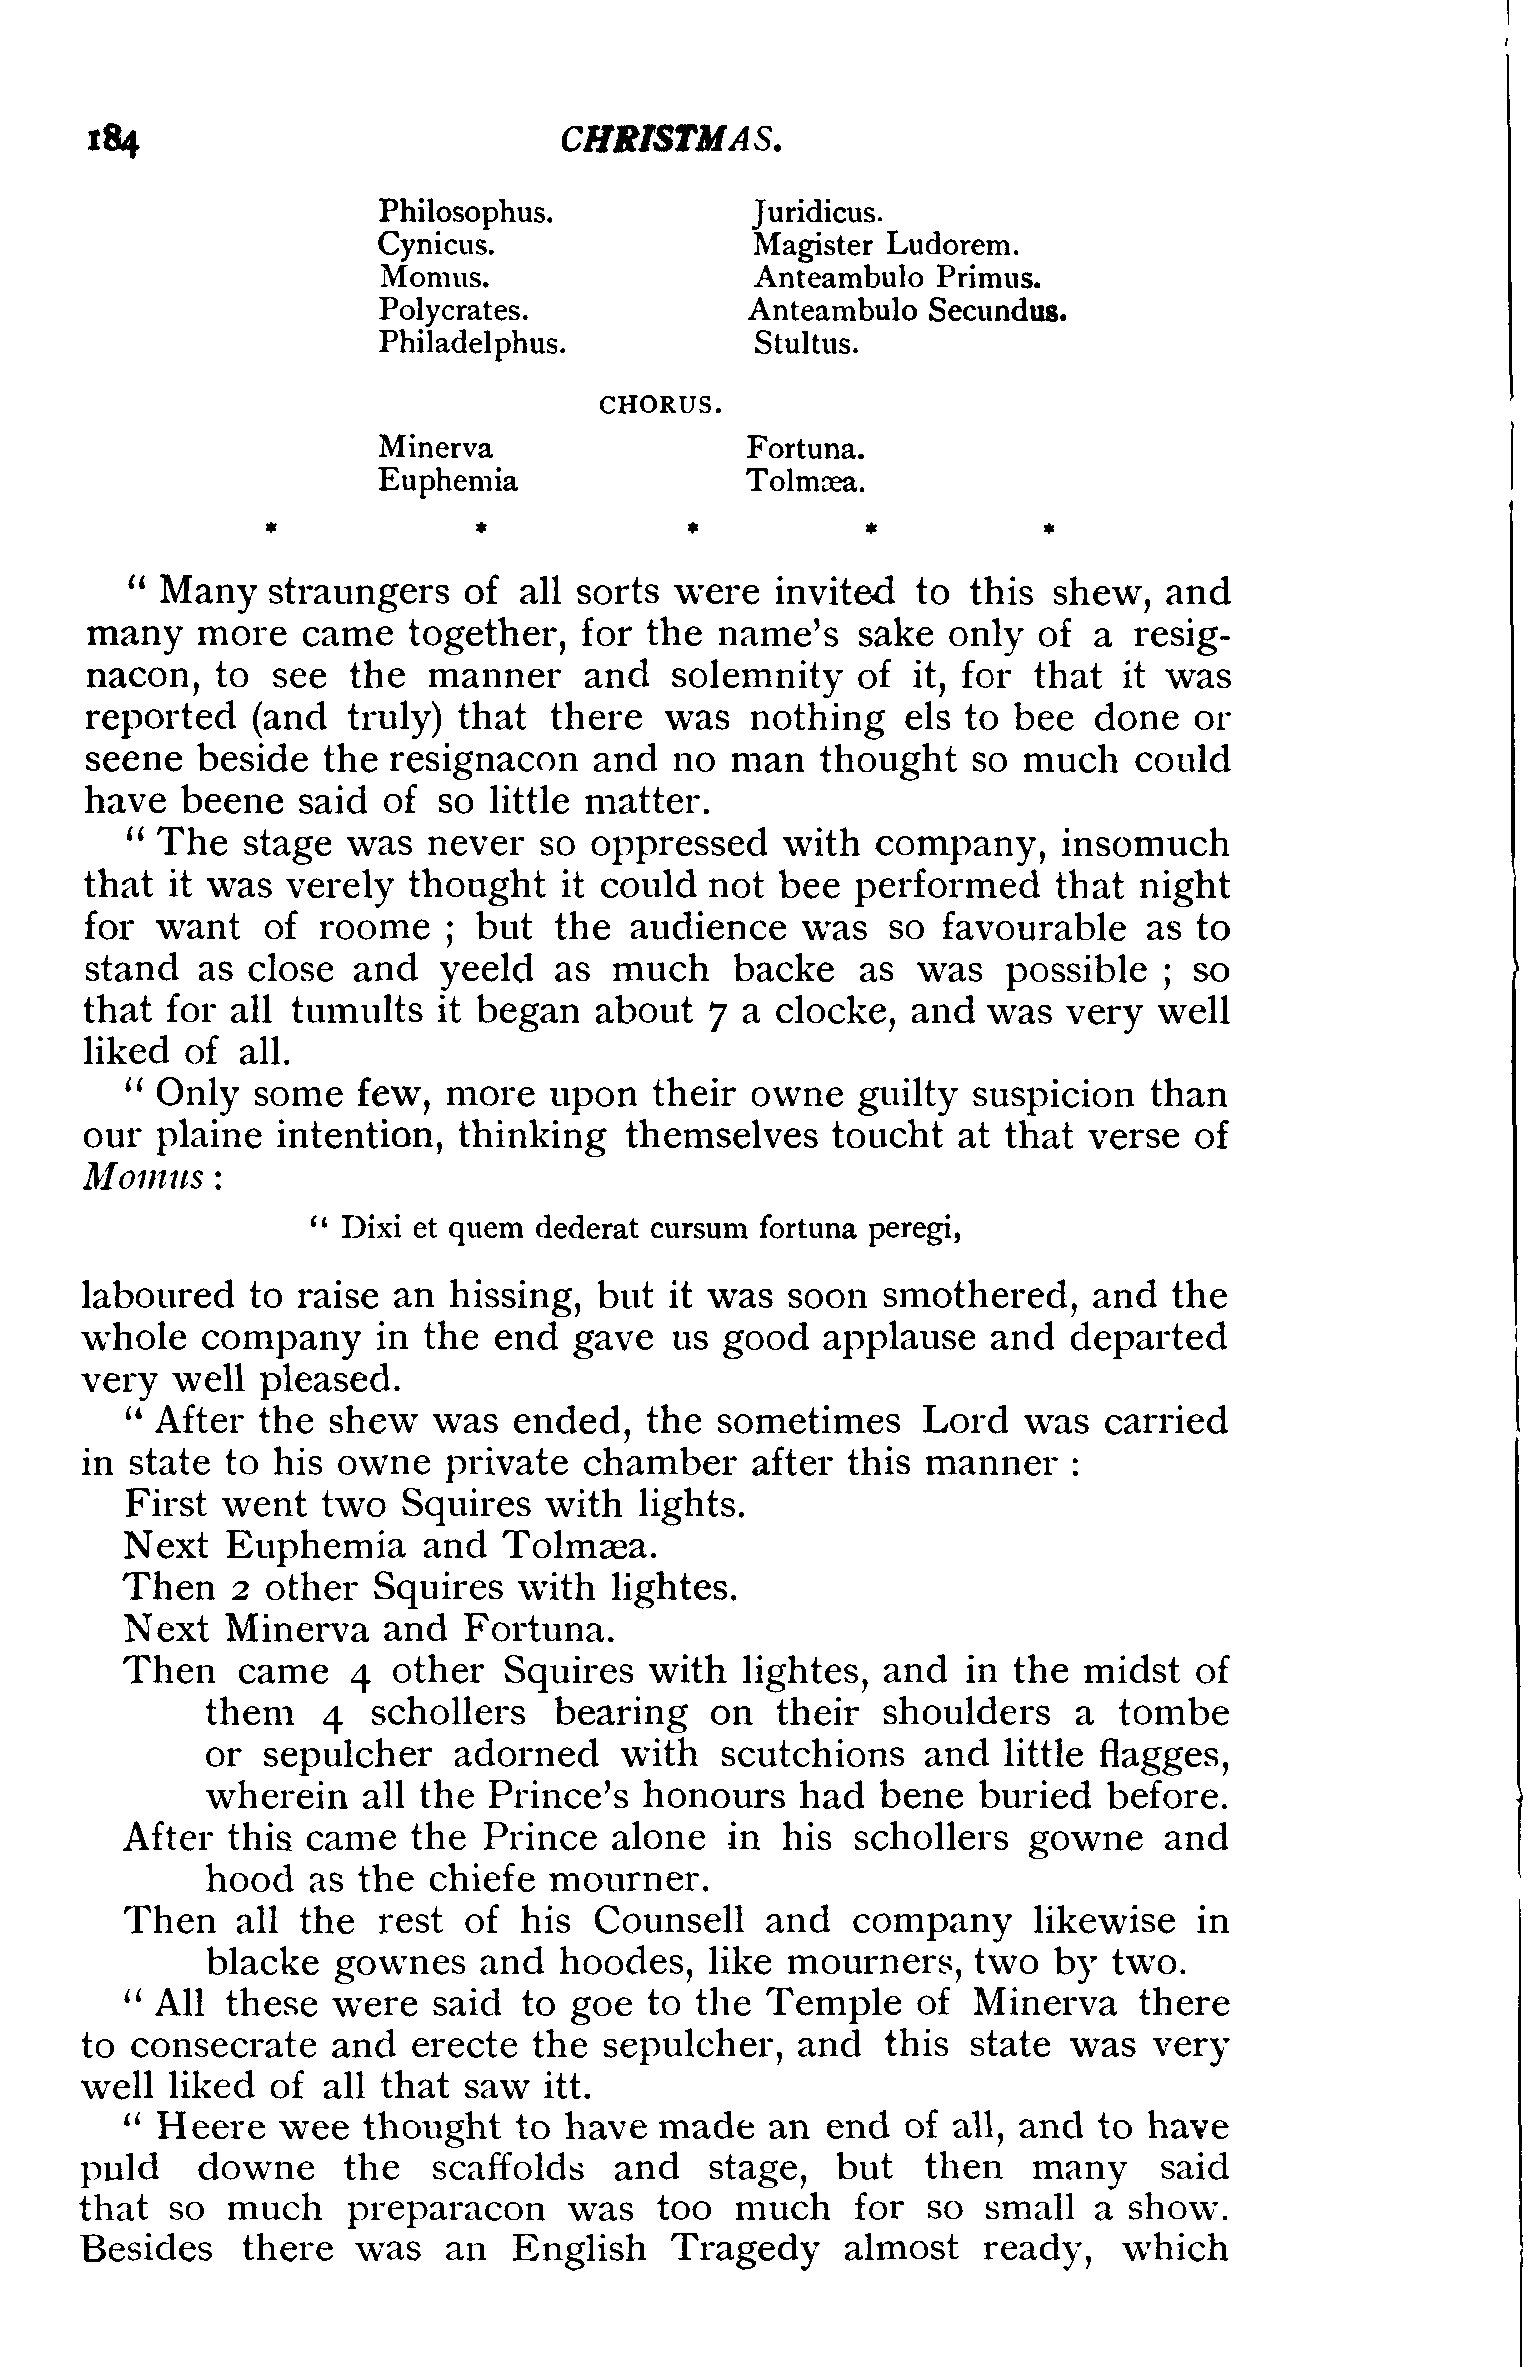 184 CHRISTMAS.
Philosophus. Juridicus.
Cynicus. Magister Ludorem.
Momus. Anteambulo Primus.
Polycrates. Anteambulo Secundus.
Philadelphus. Stultus.
CHORUS.
Minerva Fortuna.
Euphemia Tolmœa.
* * * * *
" Many straungers of all sorts were invited to this shew, and
many more came together, for the name's sake only of a resig-
nacon, to see the manner and solemnity of it, for that it was
reported (and truly) that there was nothing els to bee done or
seene beside the resignacon and no man thought so much could
have beene said of so little matter.
" The stage was never so oppressed with company, insomuch
that it was verely thought it could not bee performed that night
for want of roome ; but the audience was so favourable as to
stand as close and yeeld as much backe as was possible ; so
that for all tumults it began about 7 a clocke, and was very well
liked of all.
" Only some few, more upon their owne guilty suspicion than
our plaine intention, thinking themselves toucht at that verse of
Momus :
" Dixi et quem dederat cursum fortuna peregi,
laboured to raise an hissing, but it was soon smothered, and the
whole company in the end gave us good applause and departed
very well pleased.
" After the shew was ended, the sometimes Lord was carried
in state to his owne private chamber after this manner :
First went two Squires with lights.
Next Euphemia and Tolmæa.
Then 2 other Squires with lightes.
Next Minerva and Fortuna.
Then came 4 other Squires with lightes, and in the midst of
them 4 schollers bearing on their shoulders a tombe
or sepulcher adorned with scutchions and little flagges,
wherein all the Prince's honours had bene buried before.
After this came the Prince alone in his schollers gowne and
hood as the chiefe mourner.
Then all the rest of his Counsell and company likewise in
blacke gownes and hoodes, like mourners, two by two.
" All these were said to goe to the Temple of Minerva there
to consecrate and erecte the sepulcher, and this state was very
well liked of all that saw itt.
" Heere wee thought to have made an end of all, and to have
puld downe the scaffolds and stage, but then many said
that so much preparacon was too much for so small a show.
Besides there was an English Tragedy almost ready, which